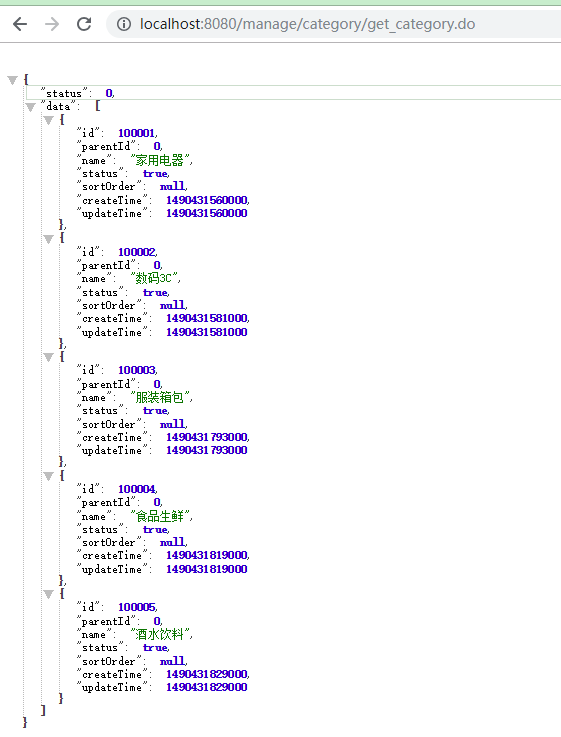 localhost:8080/manage/category/get_category.do
{
"status": 0,
"data": [
{
"id": 100001,
"parentId": 0,
"name": "家用电器",
"status": true,
"sortOrder": null,
"createTime": 1490431560000,
"updateTime": 1490431560000
},
{
"id": 100002,
"parentId": 0,
"name": "数码3C",
"status": true,
"sortOrder": null,
"createTime": 1490431581000,
"updateTime": 1490431581000
},
{
"id": 100003,
"parentId": 0,
"name": "服装箱包",
"status": true,
"sortOrder": null,
"createTime": 1490431793000,
"updateTime": 1490431793000
},
{
"id": 100004,
"parentId": 0,
"name": "食品生鲜",
"status": true,
"sortOrder": null,
"createTime": 1490431819000,
"updateTime": 1490431819000
},
{
"id": 100005,
"parentId": 0,
"name": "酒水饮料",
"status": true,
"sortOrder": null,
"createTime": 1490431829000,
"updateTime": 1490431829000
}
]
}